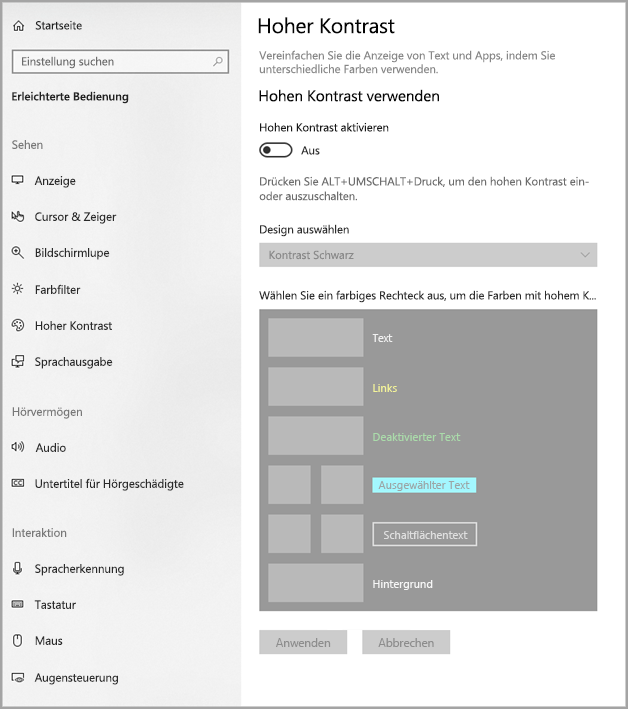 Startseite
Einstellung suchen
Erleichterte Bedienung
Sehen
Anzeige
Cursor & Zeiger
Bildschirmlupe
Farbfilter
Hoher Kontrast
Sprachausgabe
Hörvermögen
Audio
Untertitel für Hörgeschädigte
Interaktion
Spracherkennung
Tastatur
Maus
Augensteuerung
Hoher Kontrast
Vereinfachen Sie die Anzeige von Text und Apps, indem Sie
unterschiedliche Farben verwenden.
Hohen Kontrast verwenden
Hohen Kontrast aktivieren
Aus
Drücken Sie ALT+UMSCHALT+Druck, um den hohen Kontrast ein-
oder auszuschalten.
Design auswählen
Kontrast Schwarz
Wählen Sie ein farbiges Rechteck aus, um die Farben mit hohem K...
Text
Links
Deaktivierter Text
Ausgewählter Text
Schaltflächentext
Hintergrund
Anwenden
Abbrechen